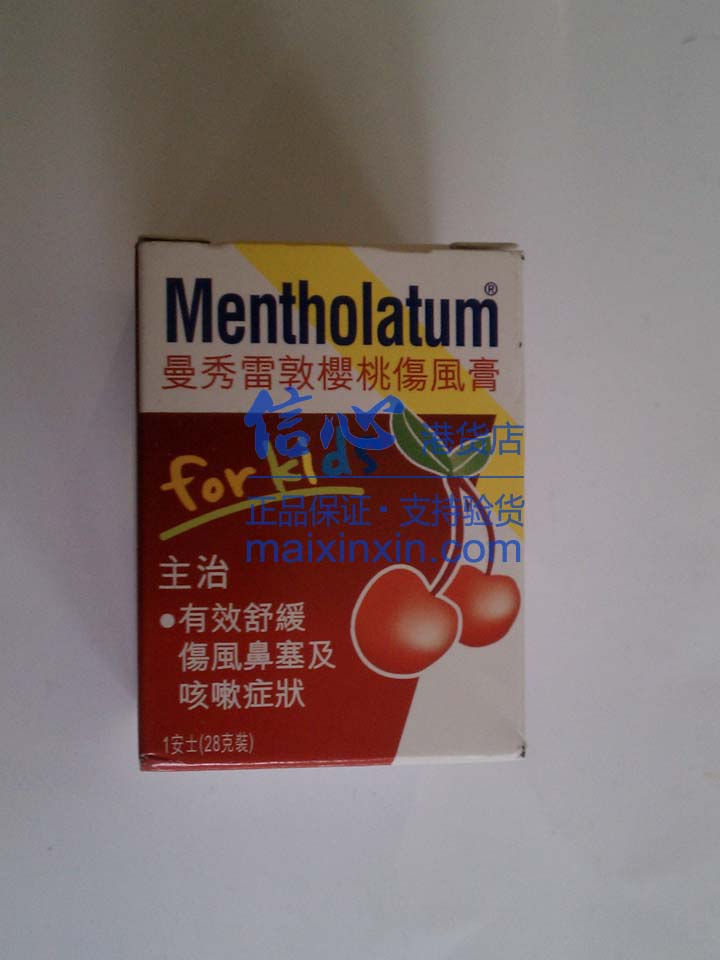 Mentholatum®
曼秀雷敦櫻桃傷風膏
信心 港货店
for kids
正品保证·支持验货
maixinxin.com
主治
●有效舒緩
傷風鼻塞及
咳嗽症狀
1安士(28克裝)